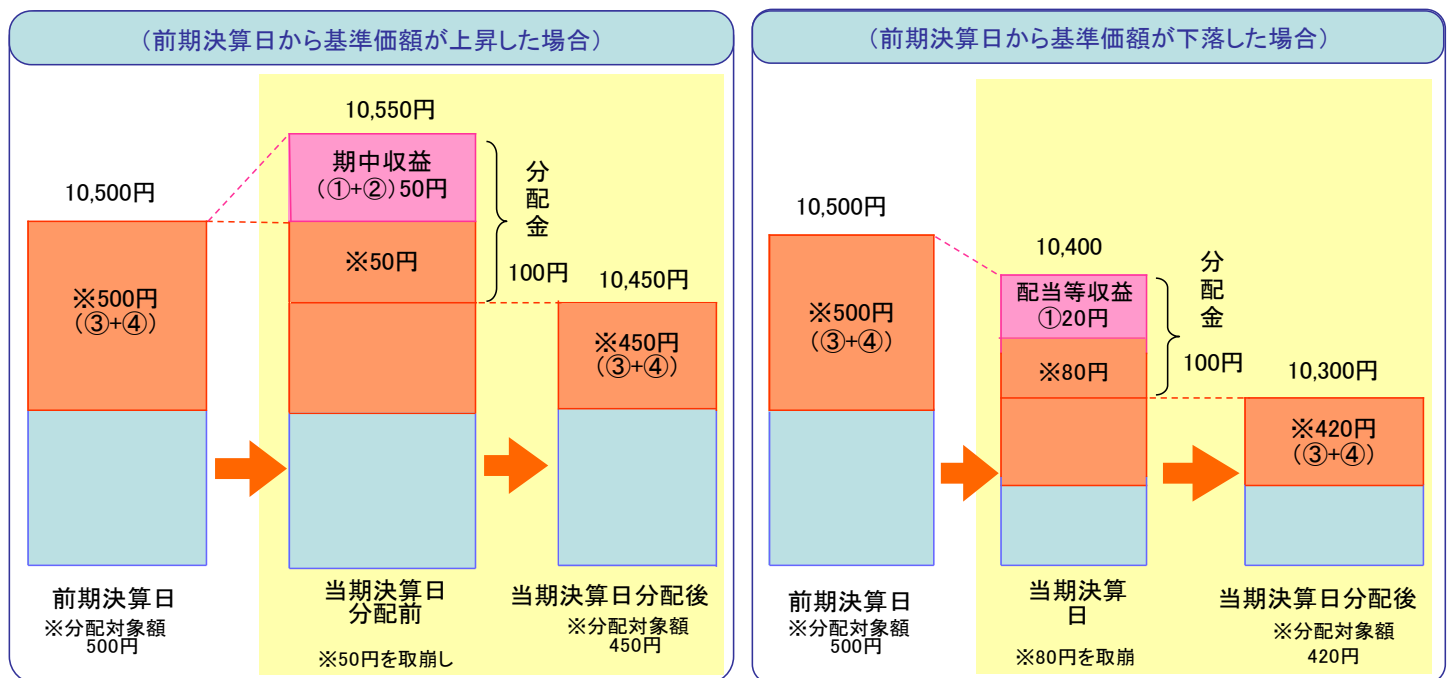 （前期決算日から基準価額が上昇した場合）
10,550円
期中収益
（①+②）50円
分配金
10,500円
※50円
100円
10,450円
※500円
（③+④）
※450円
（③+④）
前期決算日
※分配対象額
500円
当期決算日
分配前
※50円を取崩し
当期決算日分配後
※分配対象額
450円
（前期決算日から基準価額が下落した場合）
10,500円
10,400
配当等収益
①20円
分配金
※500円
（③+④）
※80円
100円
10,300円
※420円
（③+④）
前期決算日
※分配対象額
500円
当期決算
日
※80円を取崩
当期決算日分配後
※分配対象額
420円